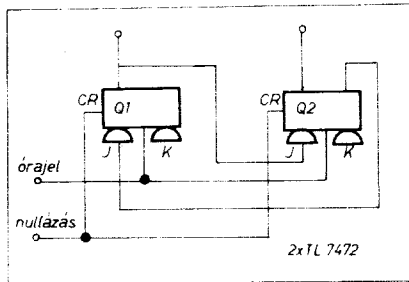 CR Q1 CR Q2
J K J K
órajel
nullázás
2xTL 7472